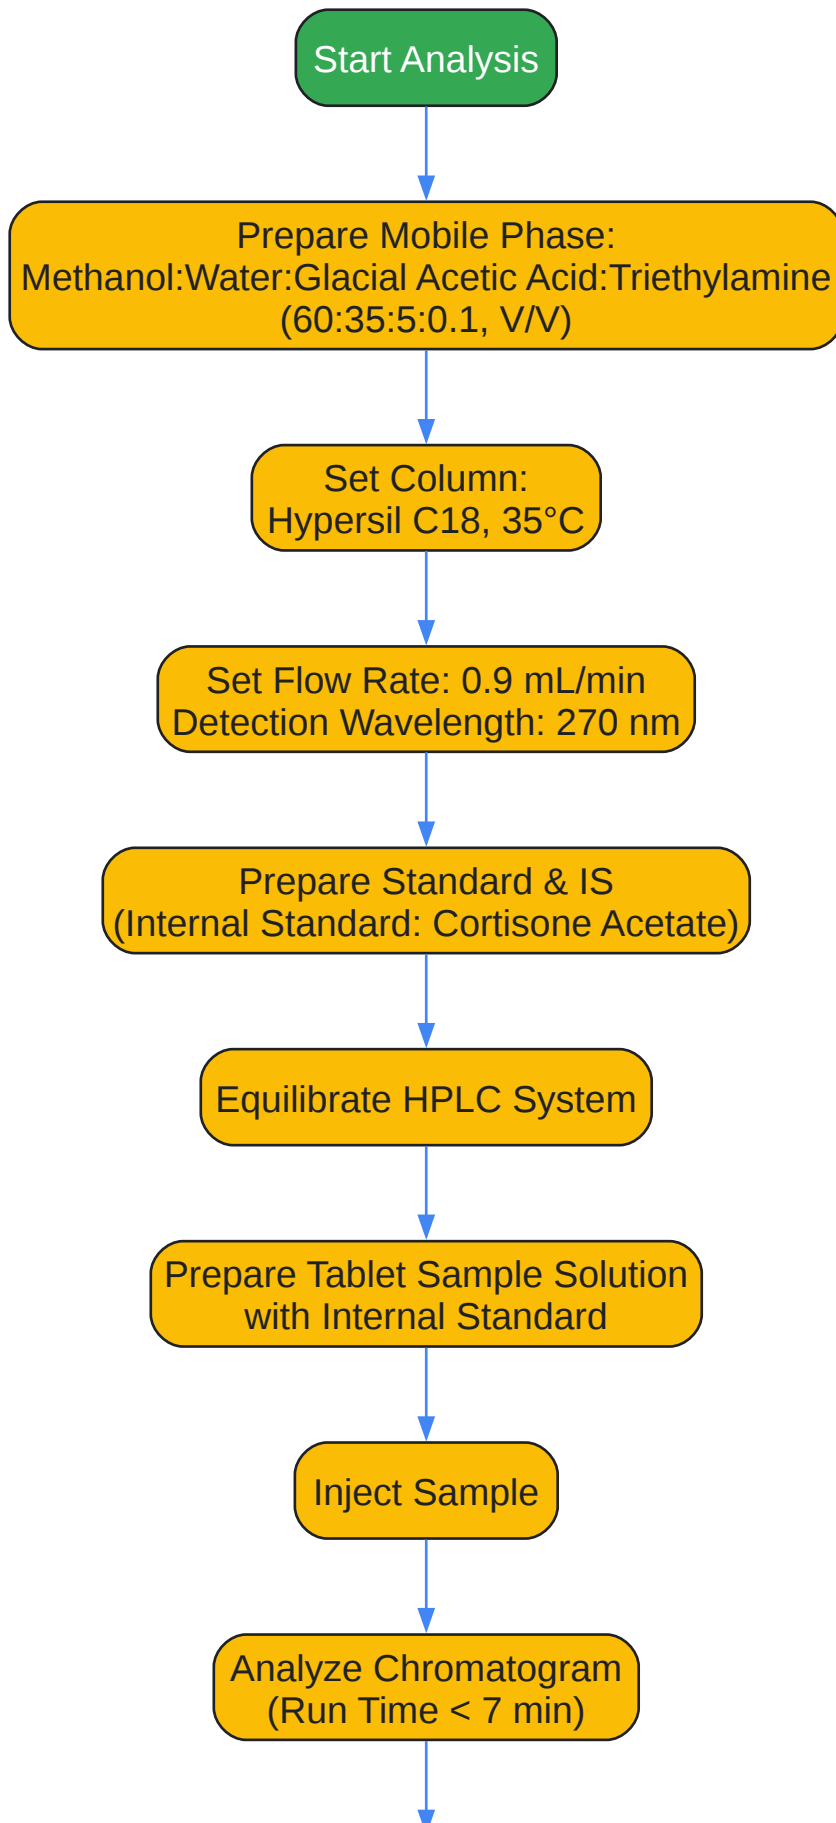 Start Analysis
Prepare Mobile Phase:
Methanol:Water:Glacial Acetic Acid:Triethylamine
(60:35:5:0.1, V/V)
Set Column:
Hypersil C18, 35°C
Set Flow Rate: 0.9 mL/min
Detection Wavelength: 270 nm
Prepare Standard & IS
(Internal Standard: Cortisone Acetate)
Equilibrate HPLC System
Prepare Tablet Sample Solution
with Internal Standard
Inject Sample
Analyze Chromatogram
(Run Time < 7 min)